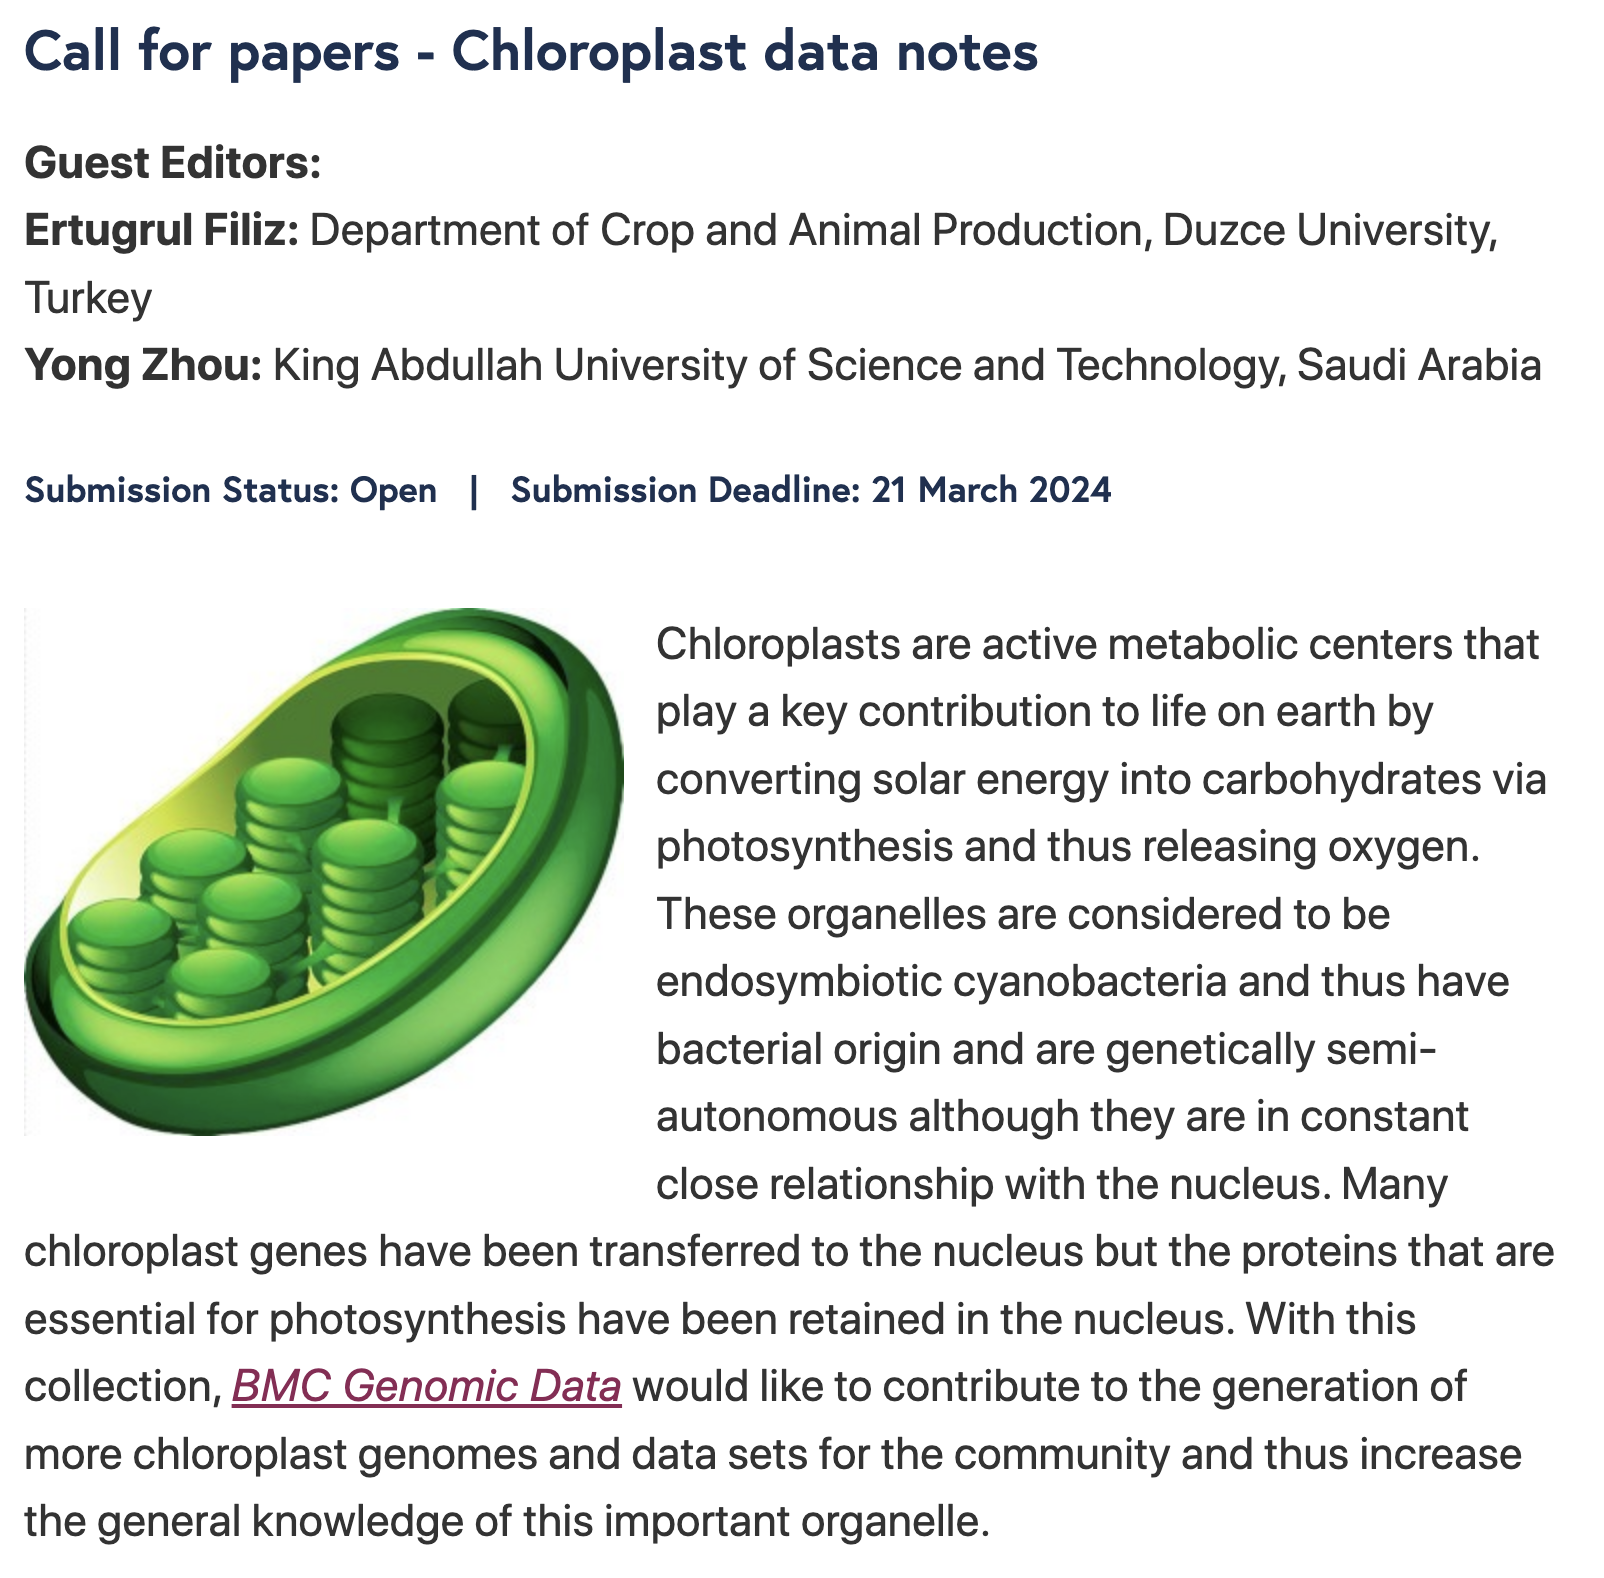 Call for papers - Chloroplast data notes
Guest Editors:
Ertugrul Filiz: Department of Crop and Animal Production, Duzce University,
Turkey
Yong Zhou: King Abdullah University of Science and Technology, Saudi Arabia
Submission Status: Open | Submission Deadline: 21 March 2024
Chloroplasts are active metabolic centers that
play a key contribution to life on earth by
converting solar energy into carbohydrates via
photosynthesis and thus releasing oxygen.
These organelles are considered to be
endosymbiotic cyanobacteria and thus have
bacterial origin and are genetically semi-
autonomous although they are in constant
close relationship with the nucleus. Many
chloroplast genes have been transferred to the nucleus but the proteins that are
essential for photosynthesis have been retained in the nucleus. With this
collection, BMC Genomic Data would like to contribute to the generation of
more chloroplast genomes and data sets for the community and thus increase
the general knowledge of this important organelle.